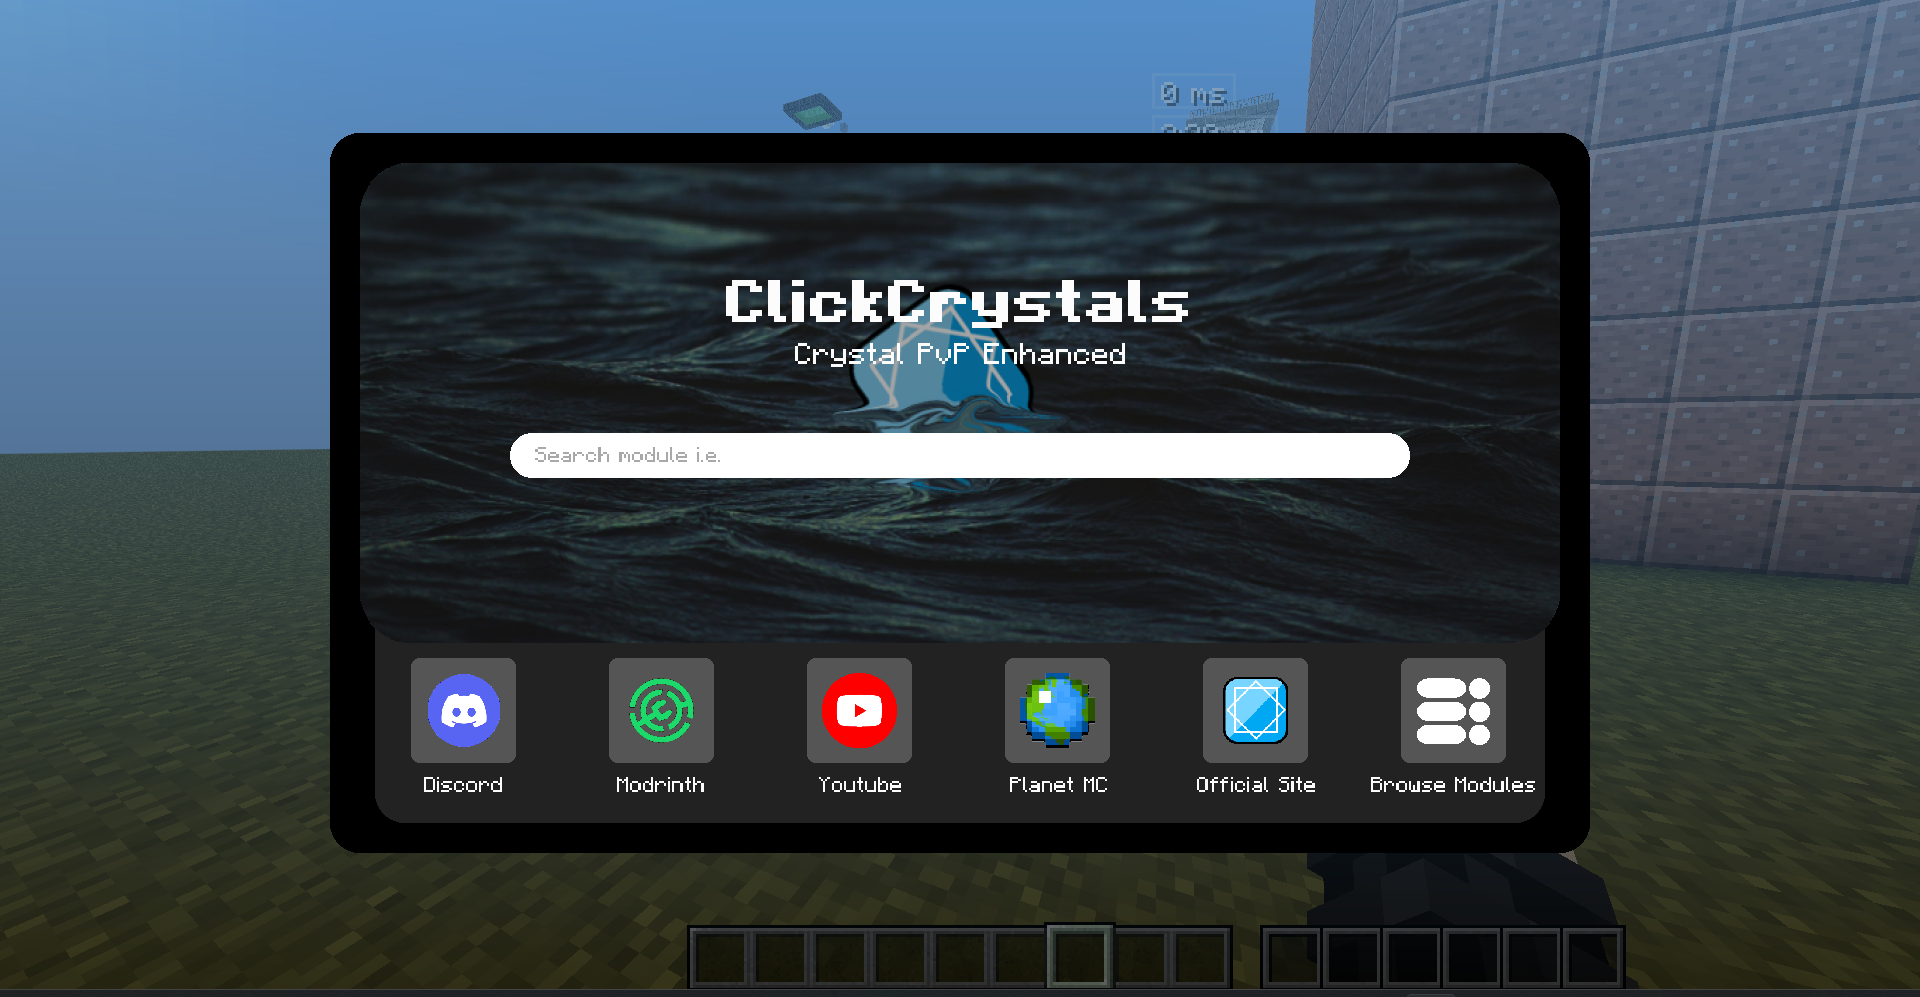 0 ms
ClickCrystals
Crystal PvP Enhanced
Search module i.e.
Discord
Modrinth
Youtube
Planet MC
Official Site
Browse Modules